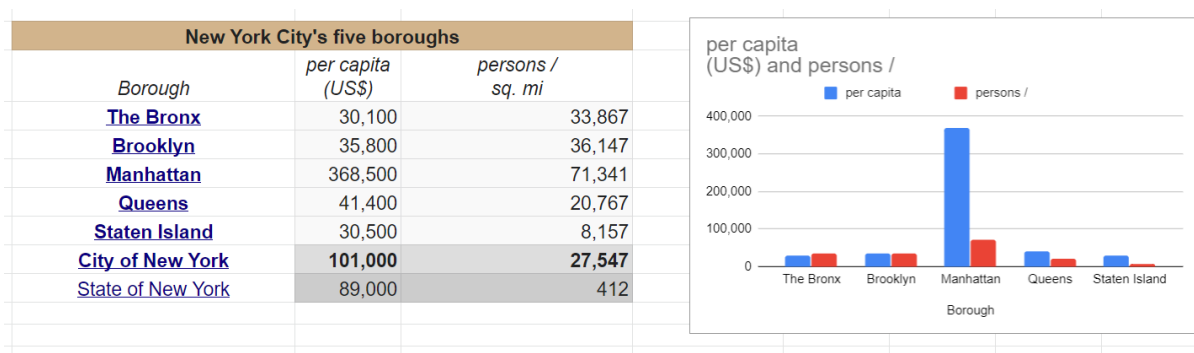 New York City's five boroughs
Borough per capita (US$) persons / sq. mi
The Bronx 30,100 33,867
Brooklyn 35,800 36,147
Manhattan 368,500 71,341
Queens 41,400 20,767
Staten Island 30,500 8,157
City of New York 101,000 27,547
State of New York 89,000 412
per capita
(US$) and persons /
per capita persons /
400,000
300,000
200,000
100,000
0
The Bronx Brooklyn Manhattan Queens Staten Island
Borough